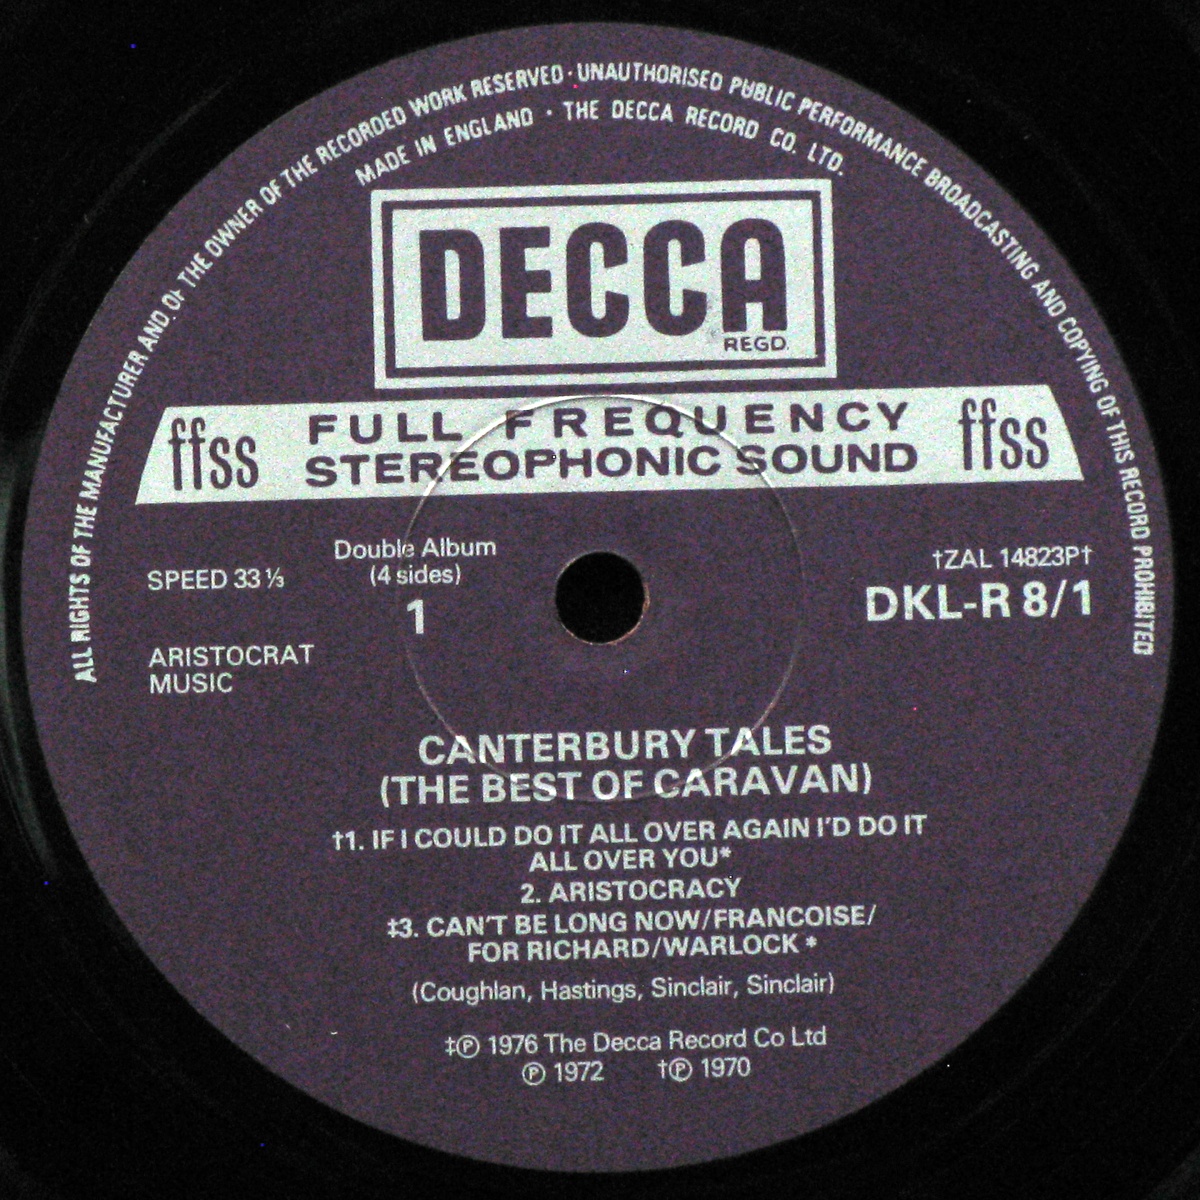 ALL RIGHTS OF THE MANUFACTURER AND OF THE OWNER OF THE RECORDED WORK RESERVED · UNAUTHORISED PUBLIC PERFORMANCE BROADCASTING AND COPYING OF THIS RECORD PROHIBITED
MADE IN ENGLAND · THE DECCA RECORD CO. LTD.
DECCA
REGD.
ffss FULL FREQUENCY ffss
STEREOPHONIC SOUND
Double Album
(4 sides)
SPEED 33 ⅓
1
†ZAL 14823P†
DKL-R 8/1
ARISTOCRAT
MUSIC
CANTERBURY TALES
(THE BEST OF CARAVAN)
†1. IF I COULD DO IT ALL OVER AGAIN I'D DO IT
ALL OVER YOU*
2. ARISTOCRACY
‡3. CAN'T BE LONG NOW/FRANCOISE/
FOR RICHARD/WARLOCK *
(Coughlan, Hastings, Sinclair, Sinclair)
‡℗ 1976 The Decca Record Co Ltd
℗ 1972 †℗ 1970